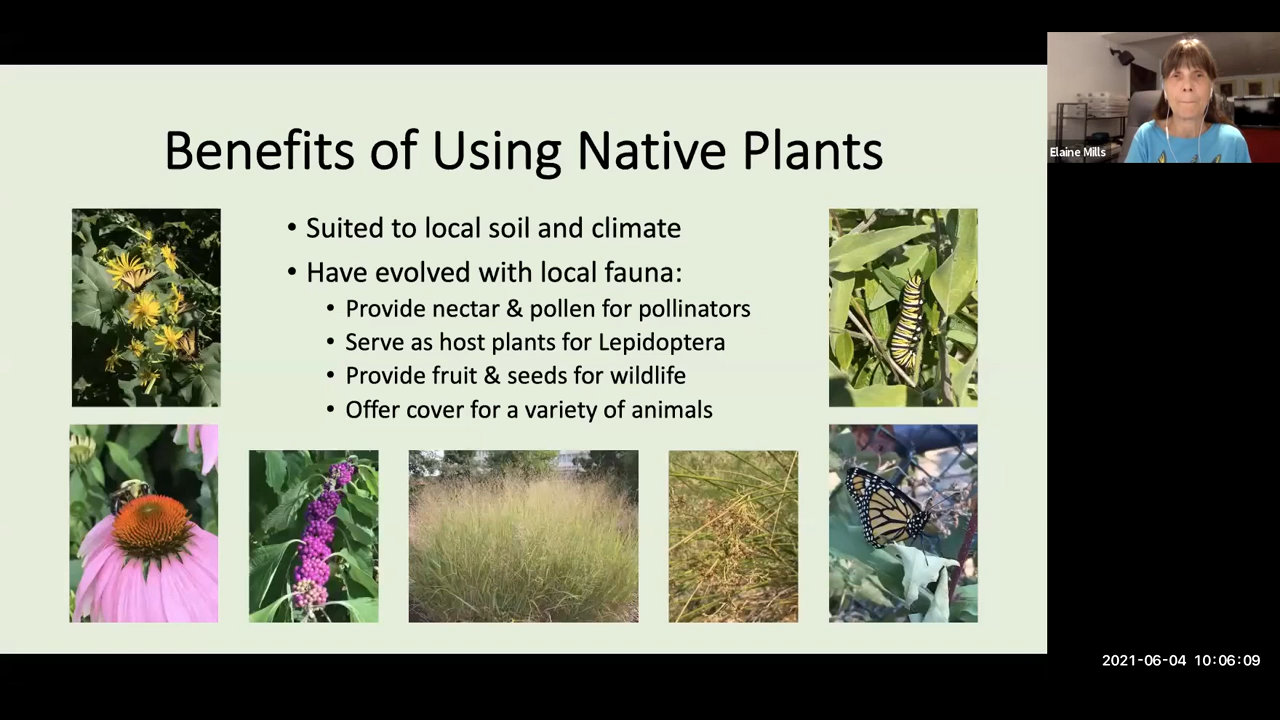 Benefits of Using Native Plants
• Suited to local soil and climate
• Have evolved with local fauna:
• Provide nectar & pollen for pollinators
• Serve as host plants for Lepidoptera
• Provide fruit & seeds for wildlife
• Offer cover for a variety of animals
Elaine Mills
2021-06-04 10:06:09